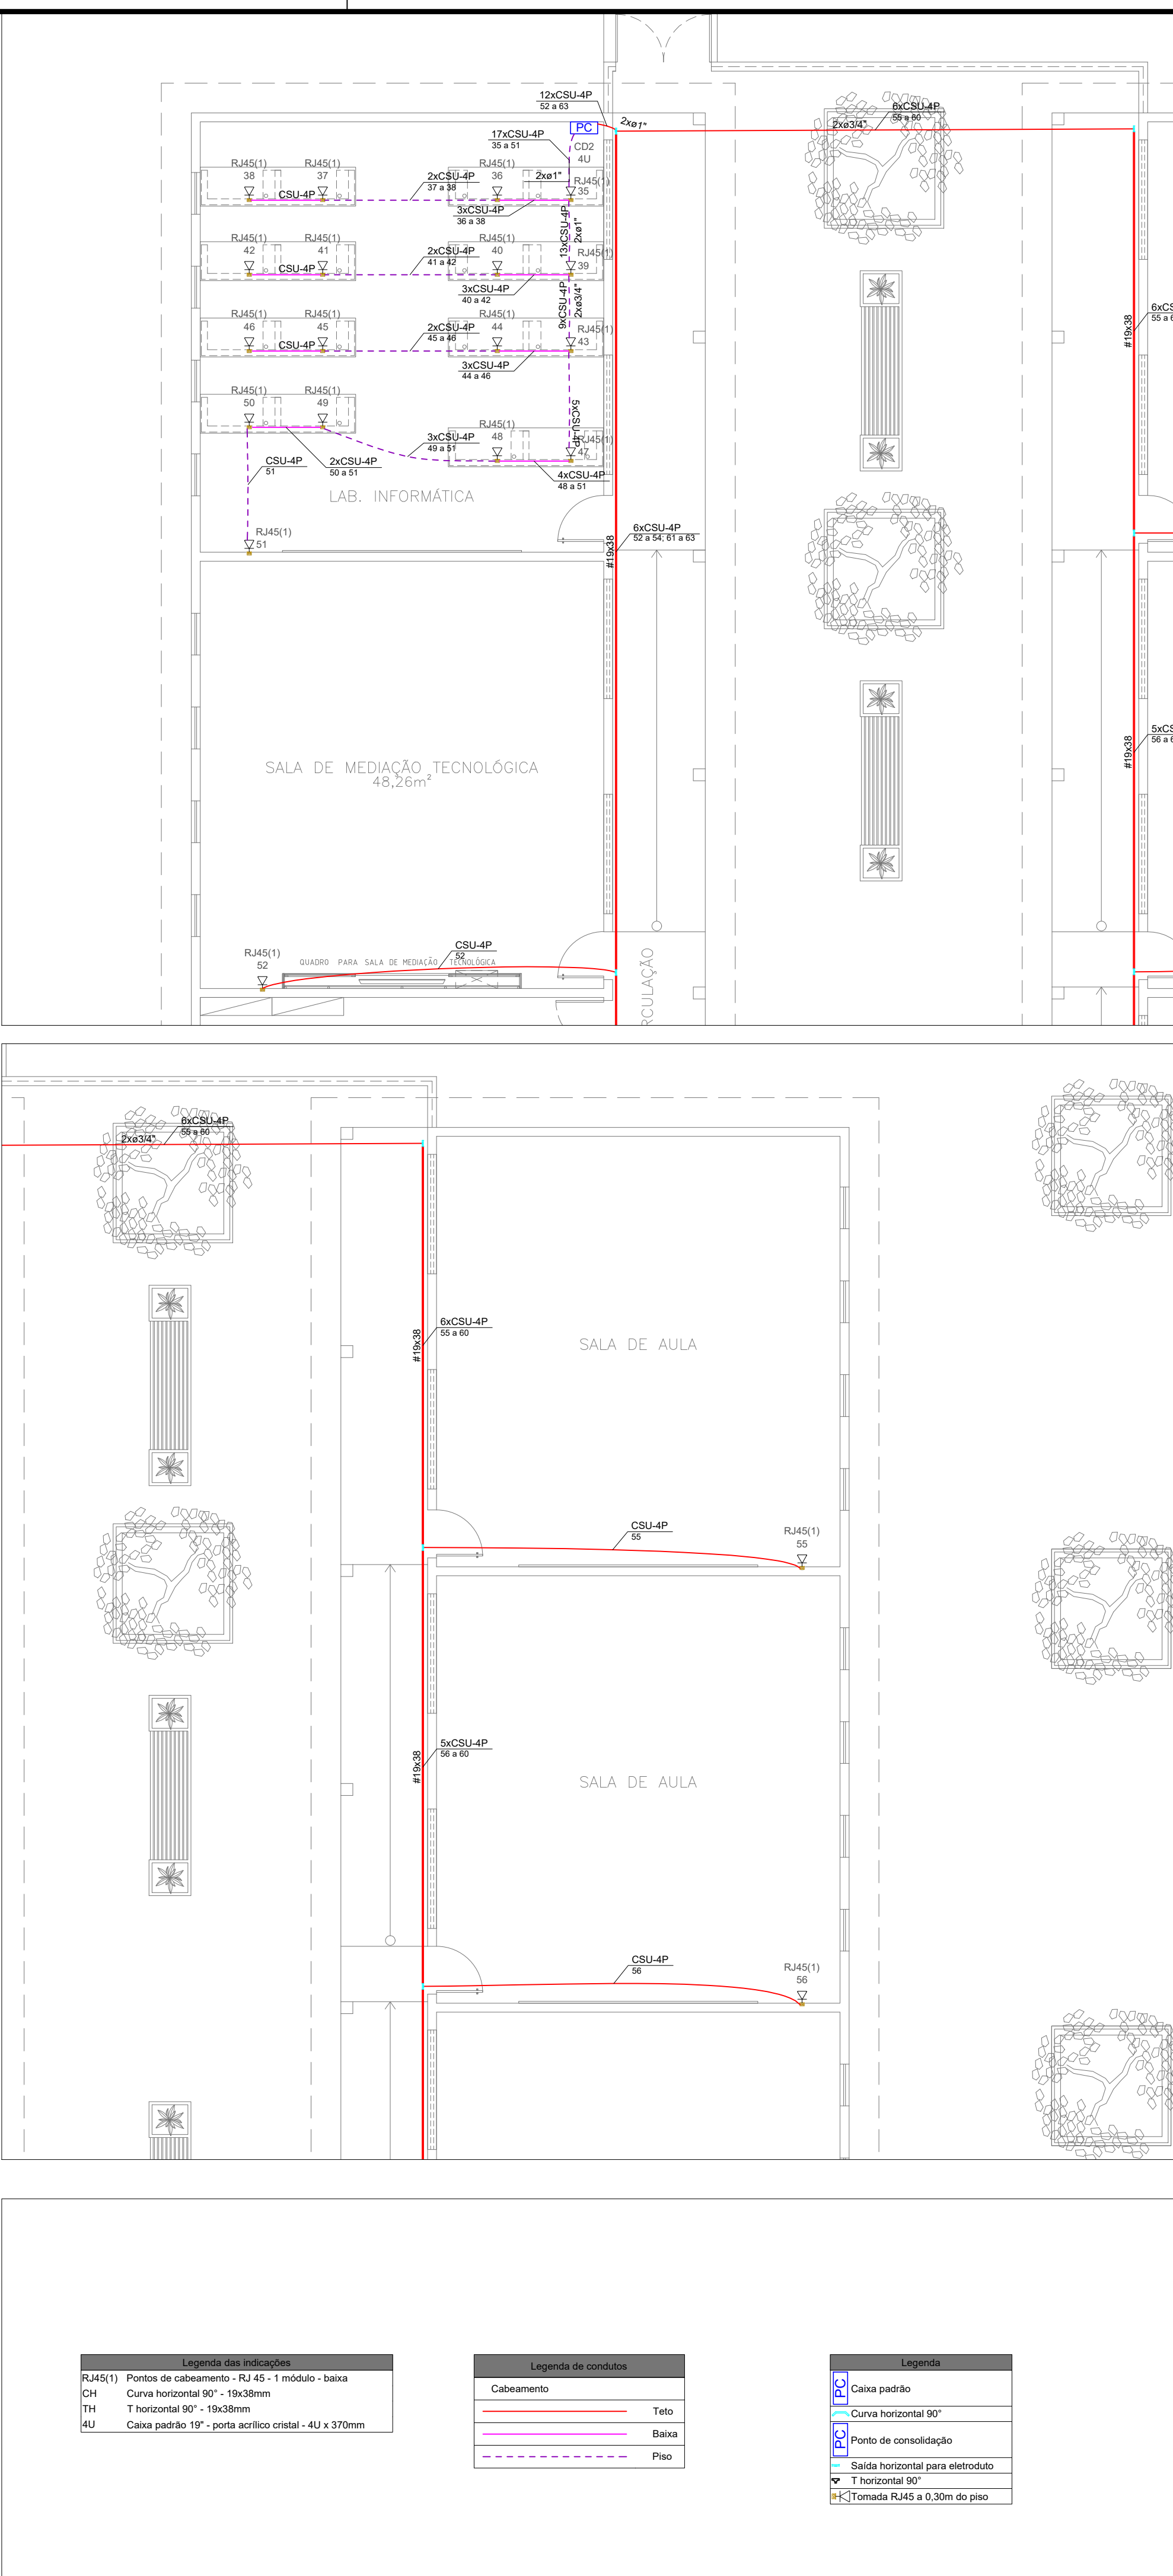 12xCSU-4P
52 a 63
2xø1"
6xCSU-4P
55 a 60
2xø3/4"
PC
CD2
4U
17xCSU-4P
35 a 51
RJ45(1)
38
RJ45(1)
37
CSU-4P
2xCSU-4P
37 a 38
RJ45(1)
36
2xø1"
RJ45(1)
35
3xCSU-4P
36 a 38
13xCSU-4P
2xø1"
RJ45(1)
42
RJ45(1)
41
CSU-4P
2xCSU-4P
41 a 42
RJ45(1)
40
RJ45(1)
39
3xCSU-4P
40 a 42
9xCSU-4P
2xø3/4"
RJ45(1)
46
RJ45(1)
45
CSU-4P
2xCSU-4P
45 a 46
RJ45(1)
44
RJ45(1)
43
3xCSU-4P
44 a 46
5xCSU-4P
RJ45(1)
50
RJ45(1)
49
RJ45(1)
48
RJ45(1)
47
3xCSU-4P
49 a 51
CSU-4P
51
2xCSU-4P
50 a 51
4xCSU-4P
48 a 51
LAB. INFORMÁTICA
RJ45(1)
51
#19x38
6xCSU-4P
52 a 54; 61 a 63
#19x38
6xCS
55 a 6
#19x38
5xCS
56 a 6
SALA DE MEDIAÇÃO TECNOLÓGICA
48,26m²
CSU-4P
52
RJ45(1)
52
QUADRO PARA SALA DE MEDIAÇÃO TECNOLÓGICA
RCULAÇÃO
6xCSU-4P
55 a 60
2xø3/4"
#19x38
6xCSU-4P
55 a 60
SALA DE AULA
CSU-4P
55
RJ45(1)
55
#19x38
5xCSU-4P
56 a 60
SALA DE AULA
CSU-4P
56
RJ45(1)
56
Legenda das indicações
RJ45(1) Pontos de cabeamento - RJ 45 - 1 módulo - baixa
CH Curva horizontal 90° - 19x38mm
TH T horizontal 90° - 19x38mm
4U Caixa padrão 19" - porta acrílico cristal - 4U x 370mm
Legenda de condutos
Cabeamento
Teto
Baixa
Piso
Legenda
PC Caixa padrão
Curva horizontal 90°
PC Ponto de consolidação
Saída horizontal para eletroduto
T horizontal 90°
Tomada RJ45 a 0,30m do piso